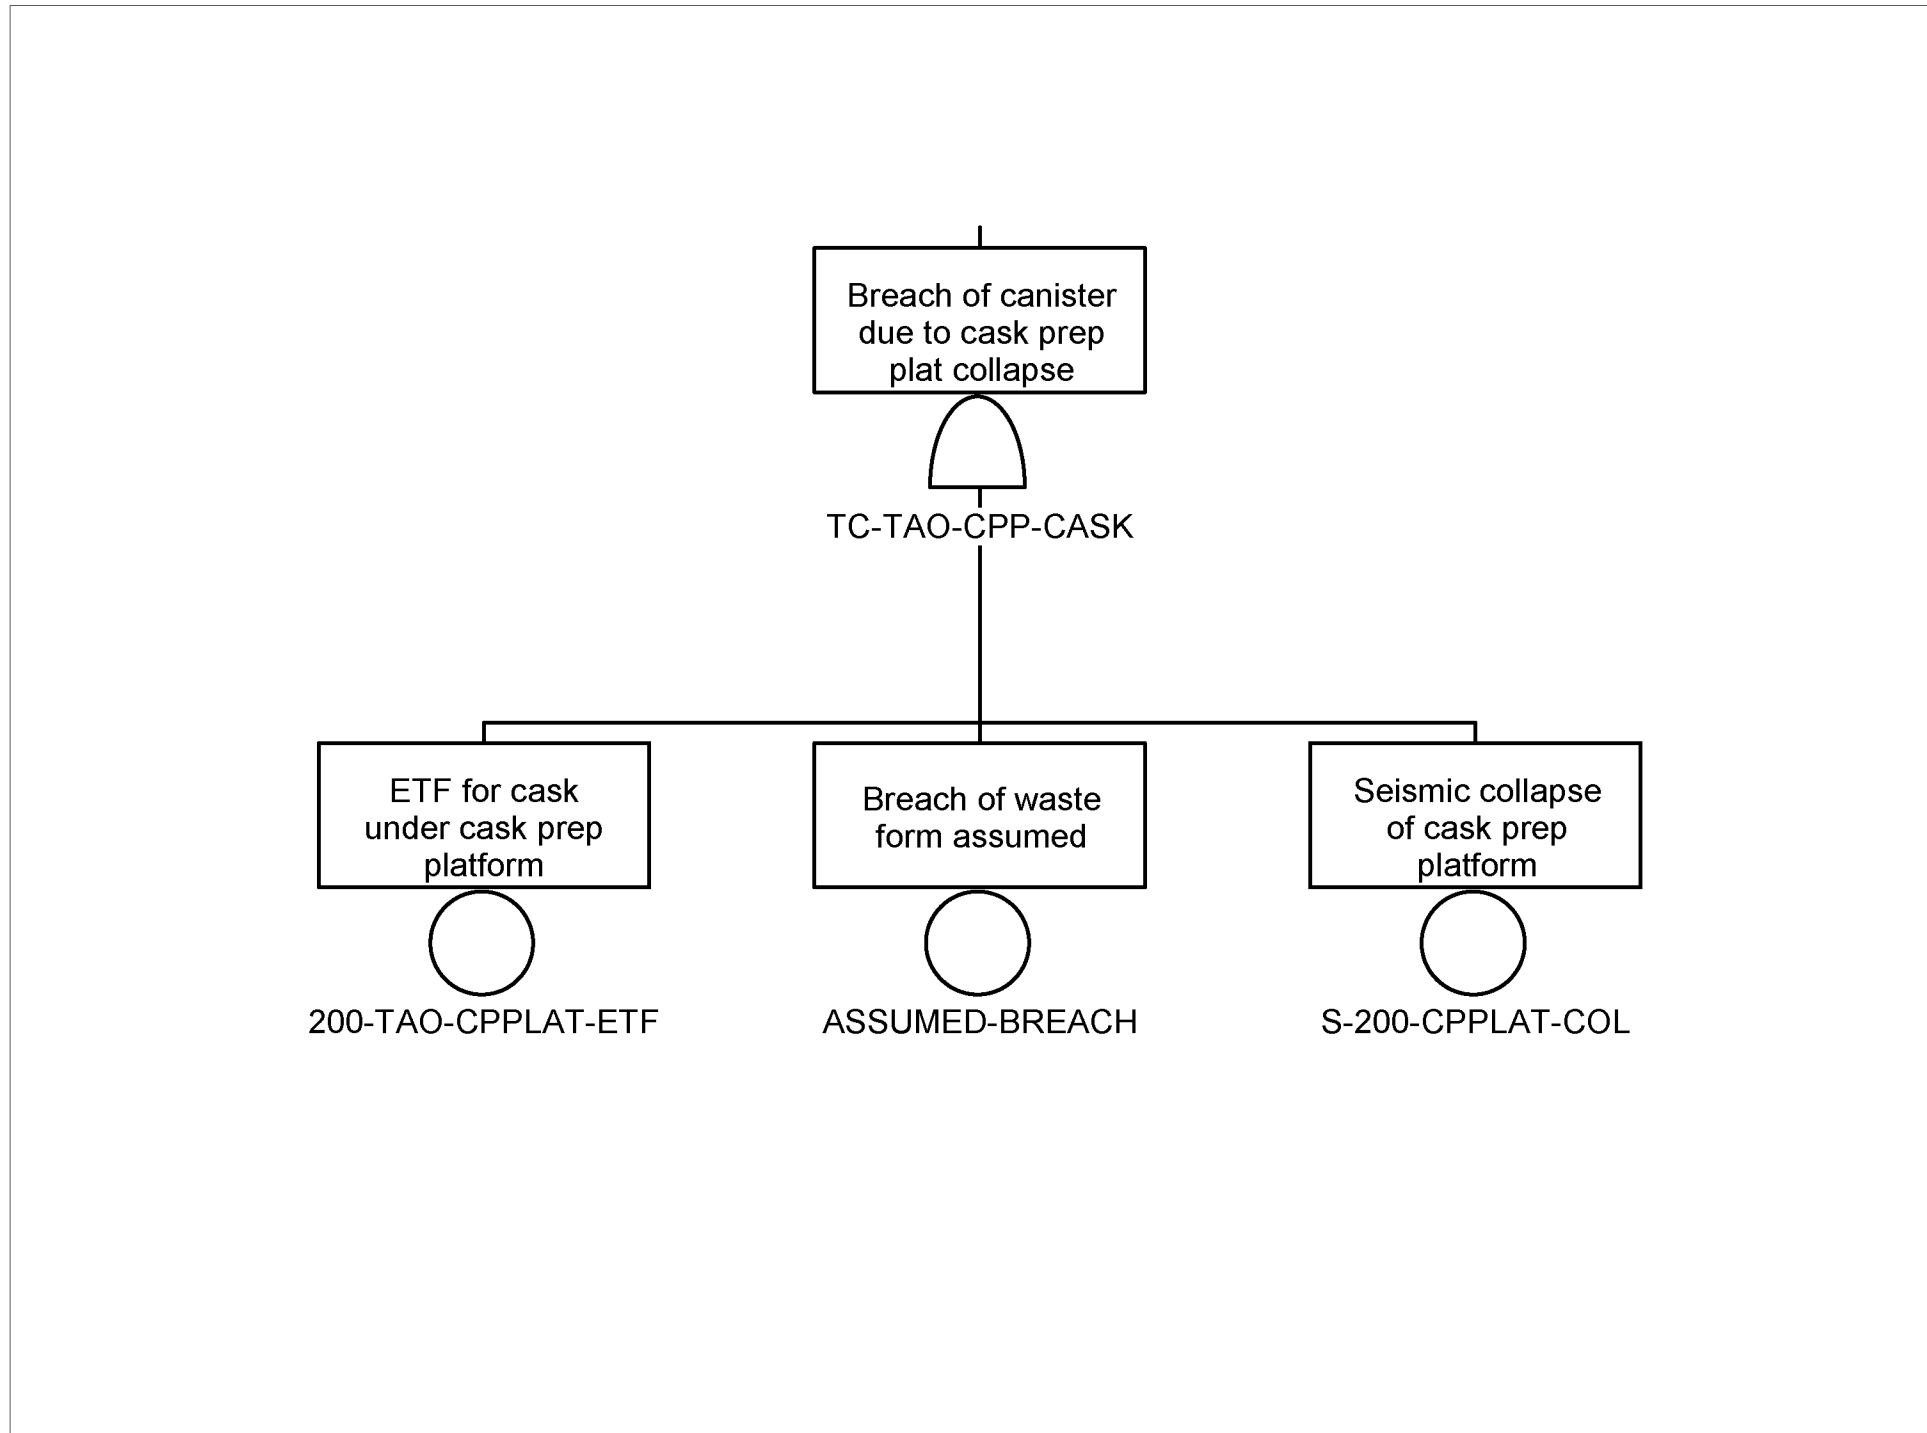 Breach of canister
due to cask prep
plat collapse
TC-TAO-CPP-CASK
ETF for cask
under cask prep
platform
200-TAO-CPPLAT-ETF
Breach of waste
form assumed
ASSUMED-BREACH
Seismic collapse
of cask prep
platform
S-200-CPPLAT-COL